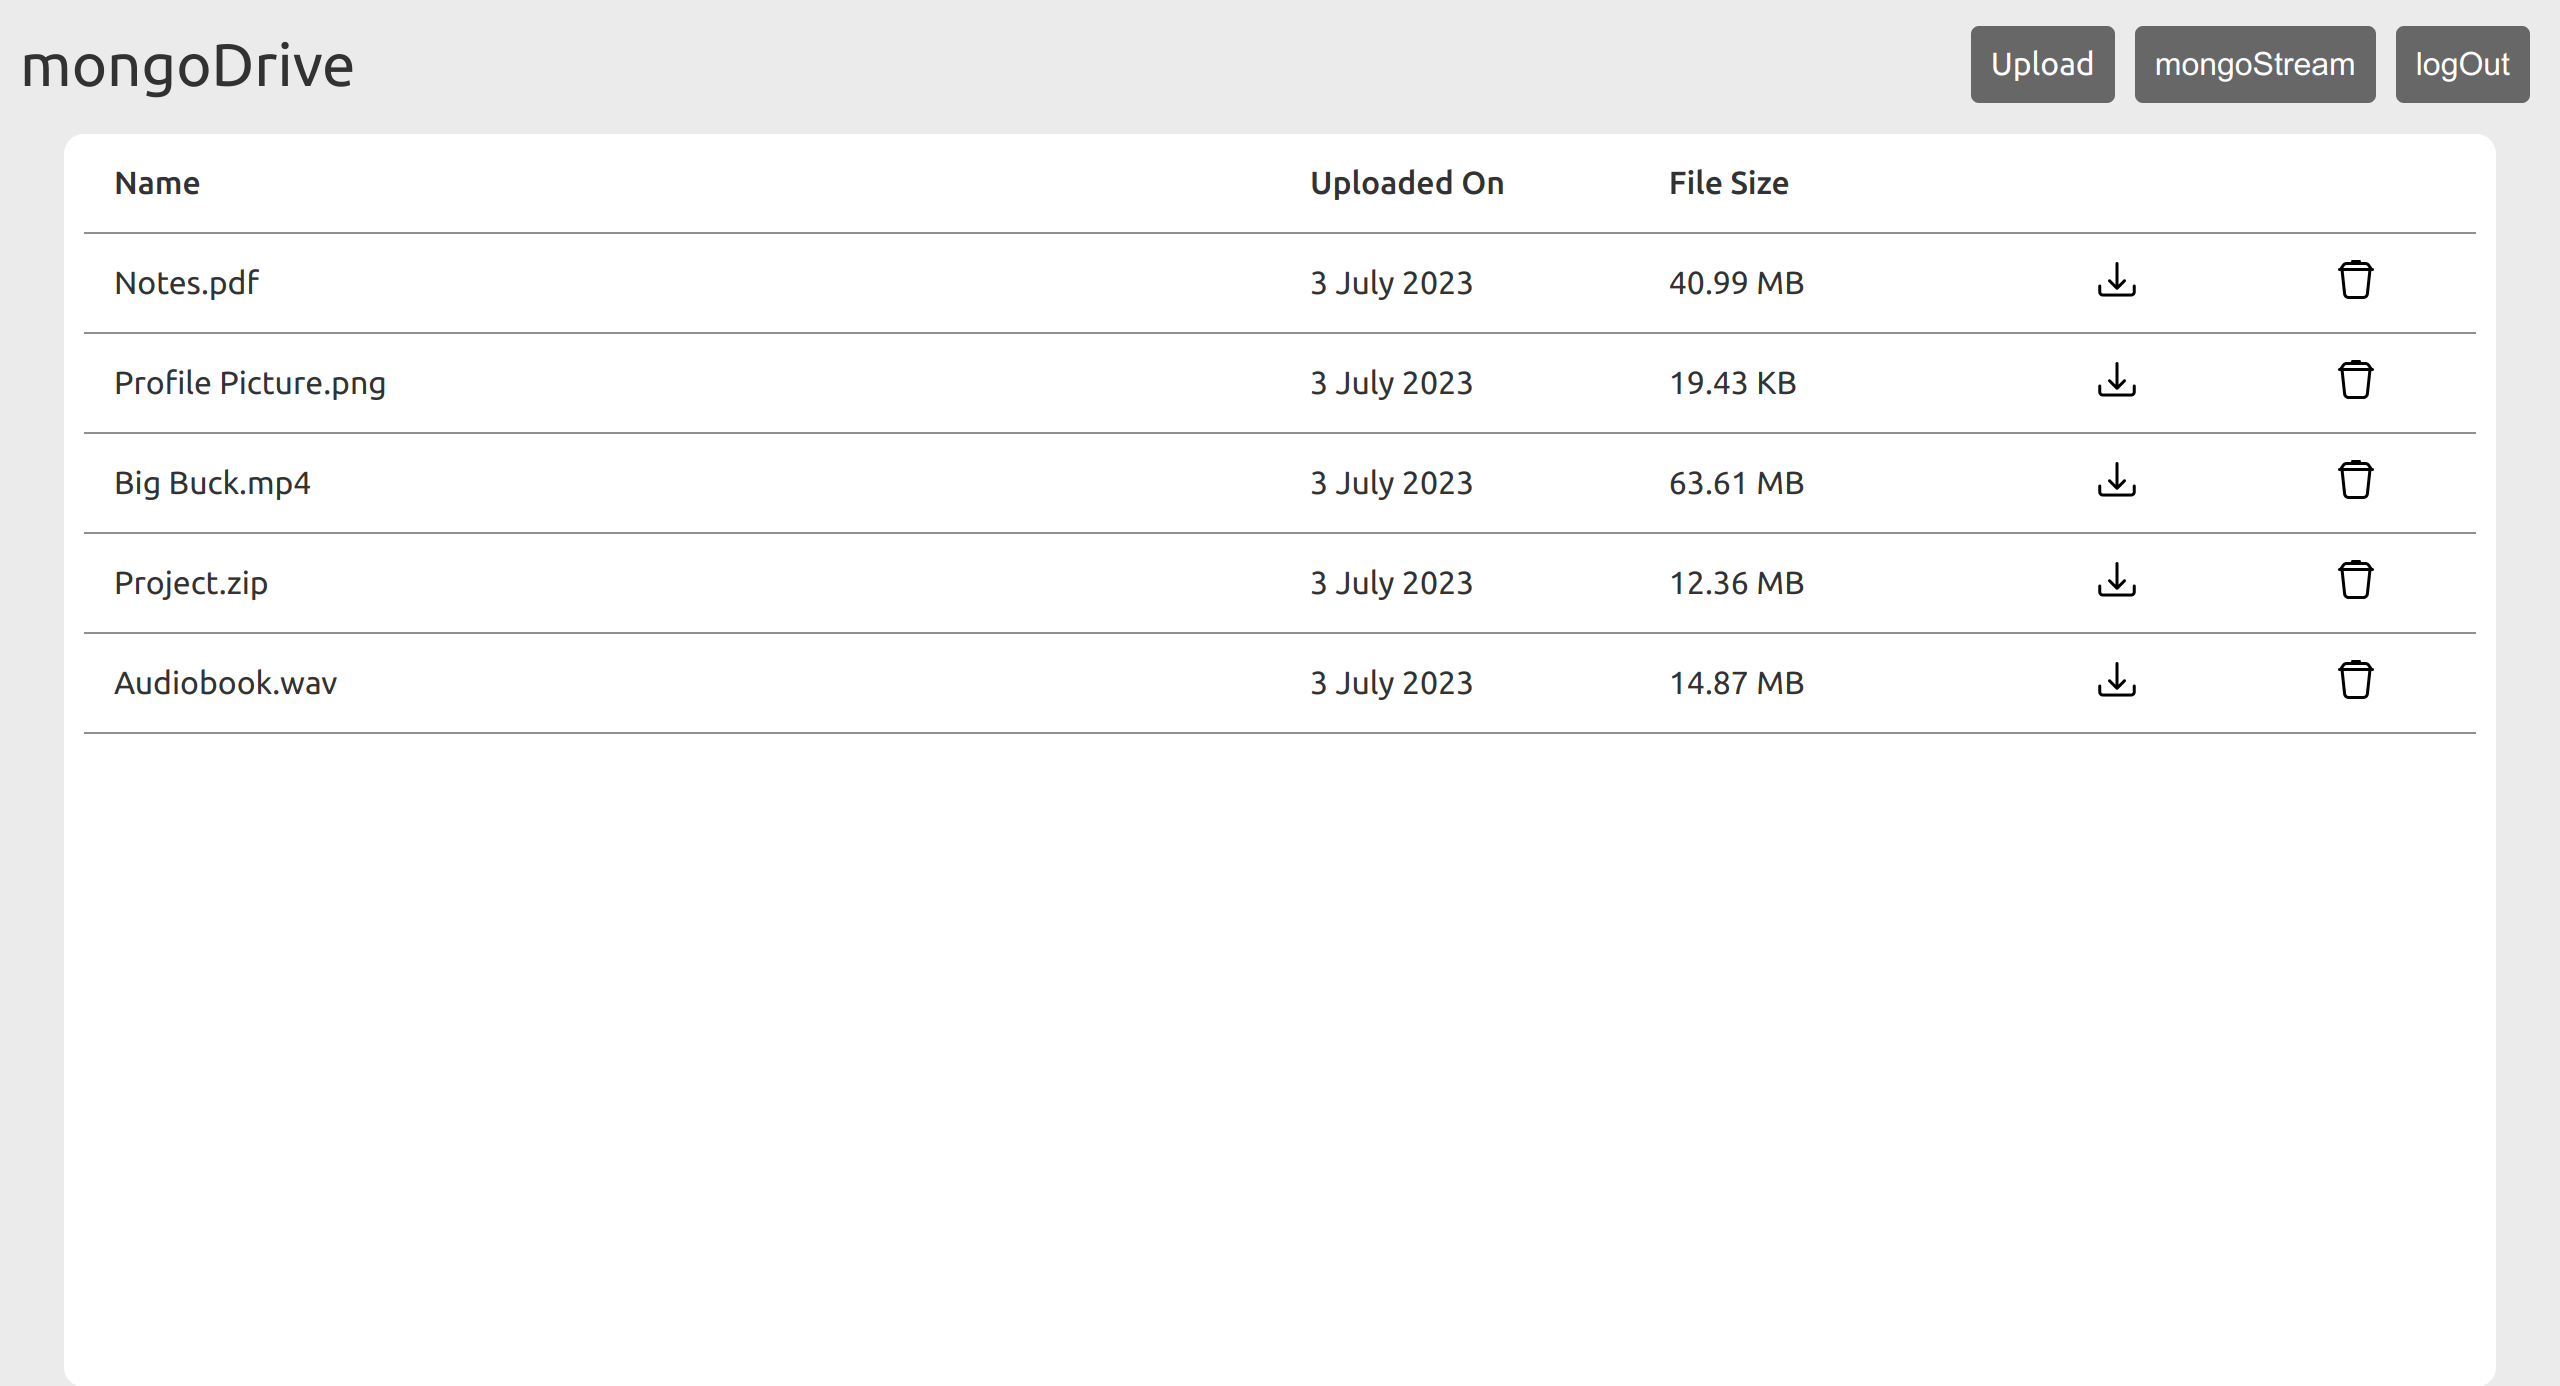 mongoDrive Upload mongoStream logOut
Name Uploaded On File Size
Notes.pdf 3 July 2023 40.99 MB
Profile Picture.png 3 July 2023 19.43 KB
Big Buck.mp4 3 July 2023 63.61 MB
Project.zip 3 July 2023 12.36 MB
Audiobook.wav 3 July 2023 14.87 MB